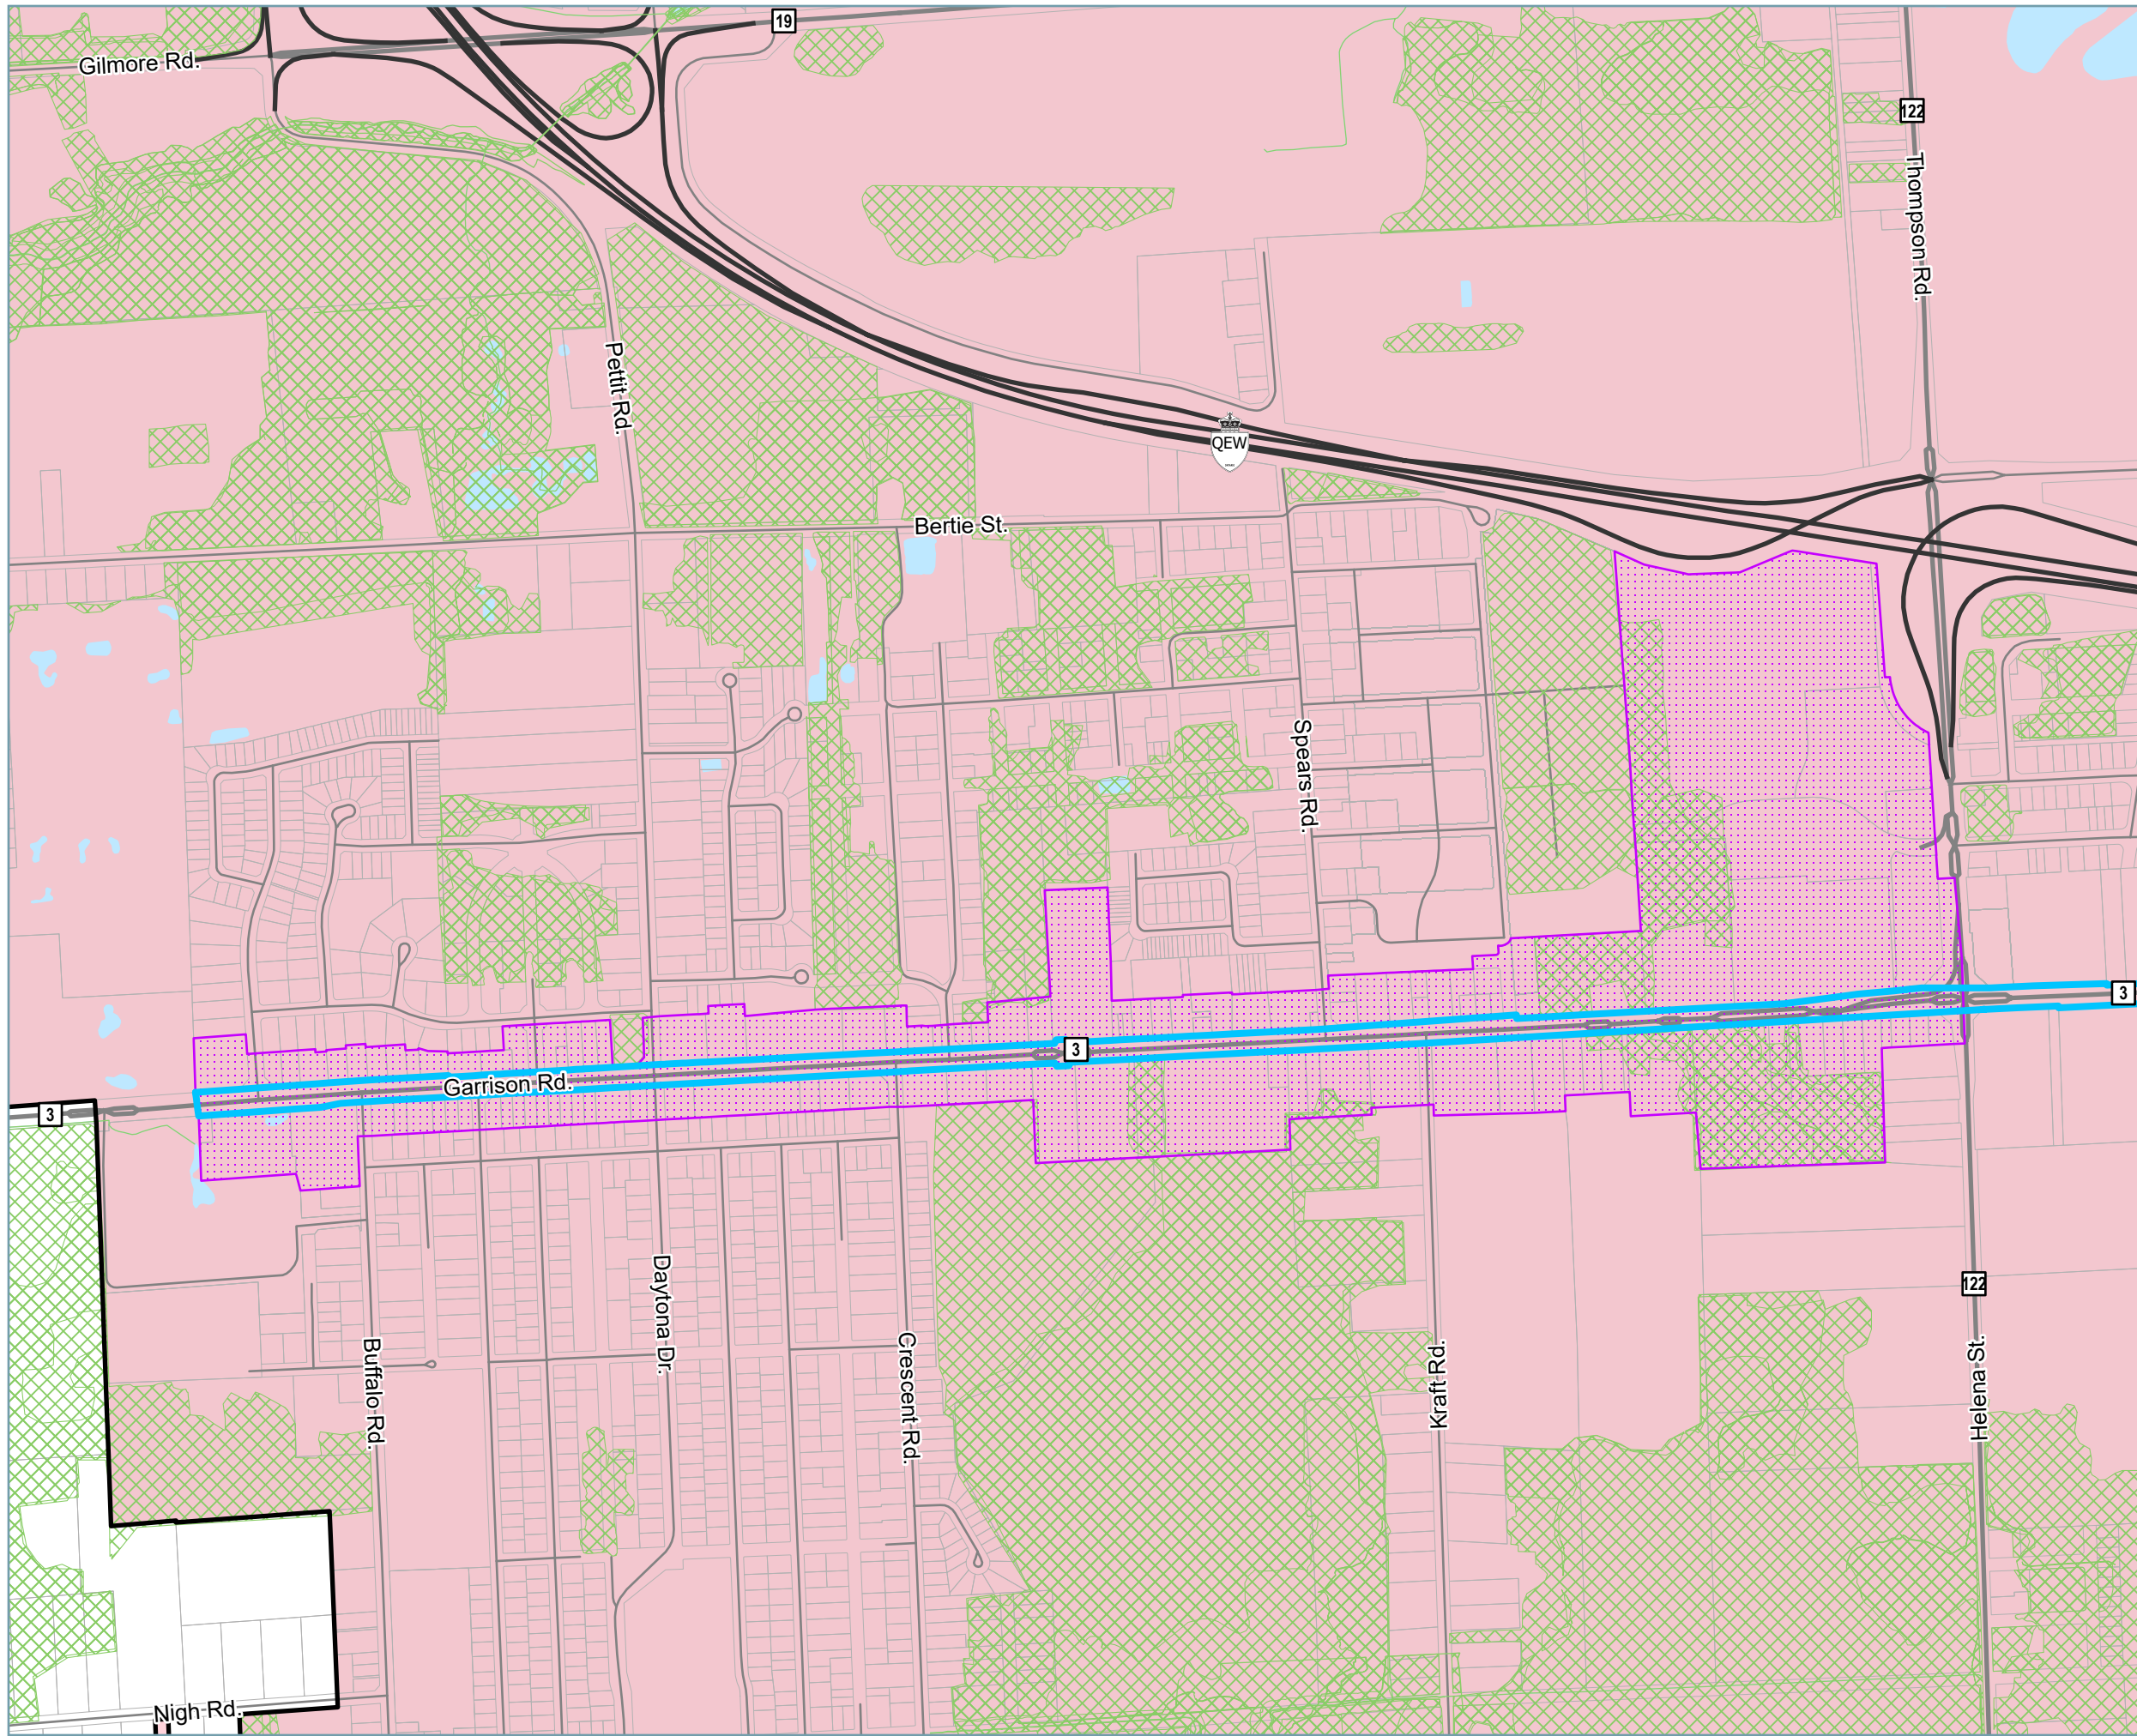 19
Gilmore Rd.
122
Thompson Rd.
Pettit Rd.
QEW
Bertie St.
Spears Rd.
3
3
Garrison Rd.
3
Daytona Dr.
122
Buffalo Rd.
Crescent Rd.
Kraft Rd.
Helena St.
Nigh Rd.